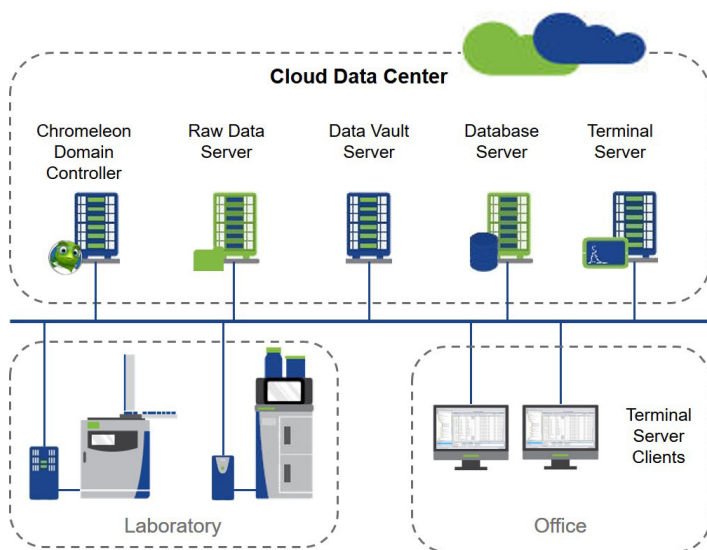 Cloud Data Center
Chromeleon
Domain
Controller
Raw Data
Server
Data Vault
Server
Database
Server
Terminal
Server
Terminal
Server
Clients
Laboratory
Office